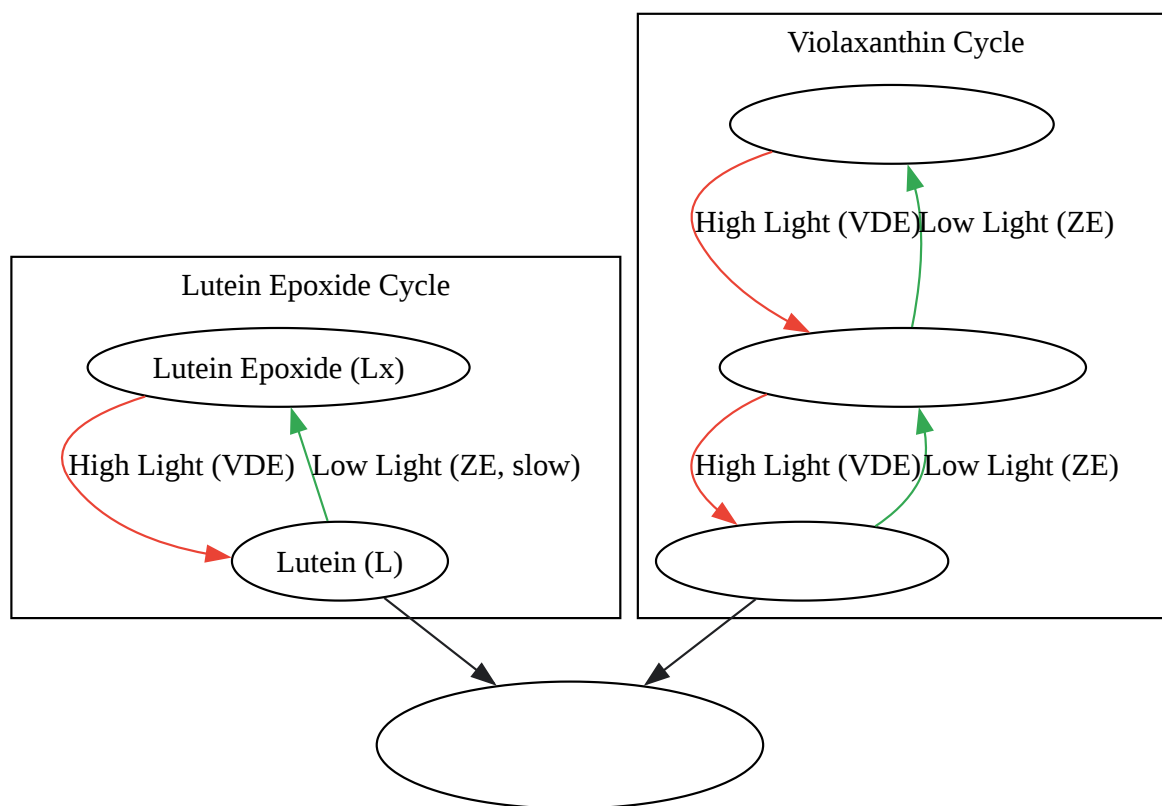 Violaxanthin Cycle
High Light (VDE)
Low Light (ZE)
Lutein Epoxide Cycle
Lutein Epoxide (Lx)
High Light (VDE)
Low Light (ZE, slow)
High Light (VDE)
Low Light (ZE)
Lutein (L)